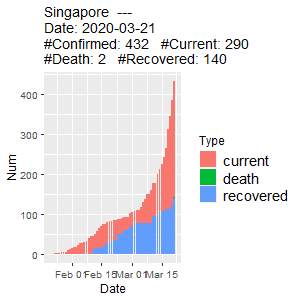 Singapore  ---
Date: 2020-03-21
#Confirmed: 432   #Current: 290
#Death: 2   #Recovered: 140
400
300
200
100
0
Num
Feb 01
Feb 15
Mar 01
Mar 15
Date
Type
current
death
recovered